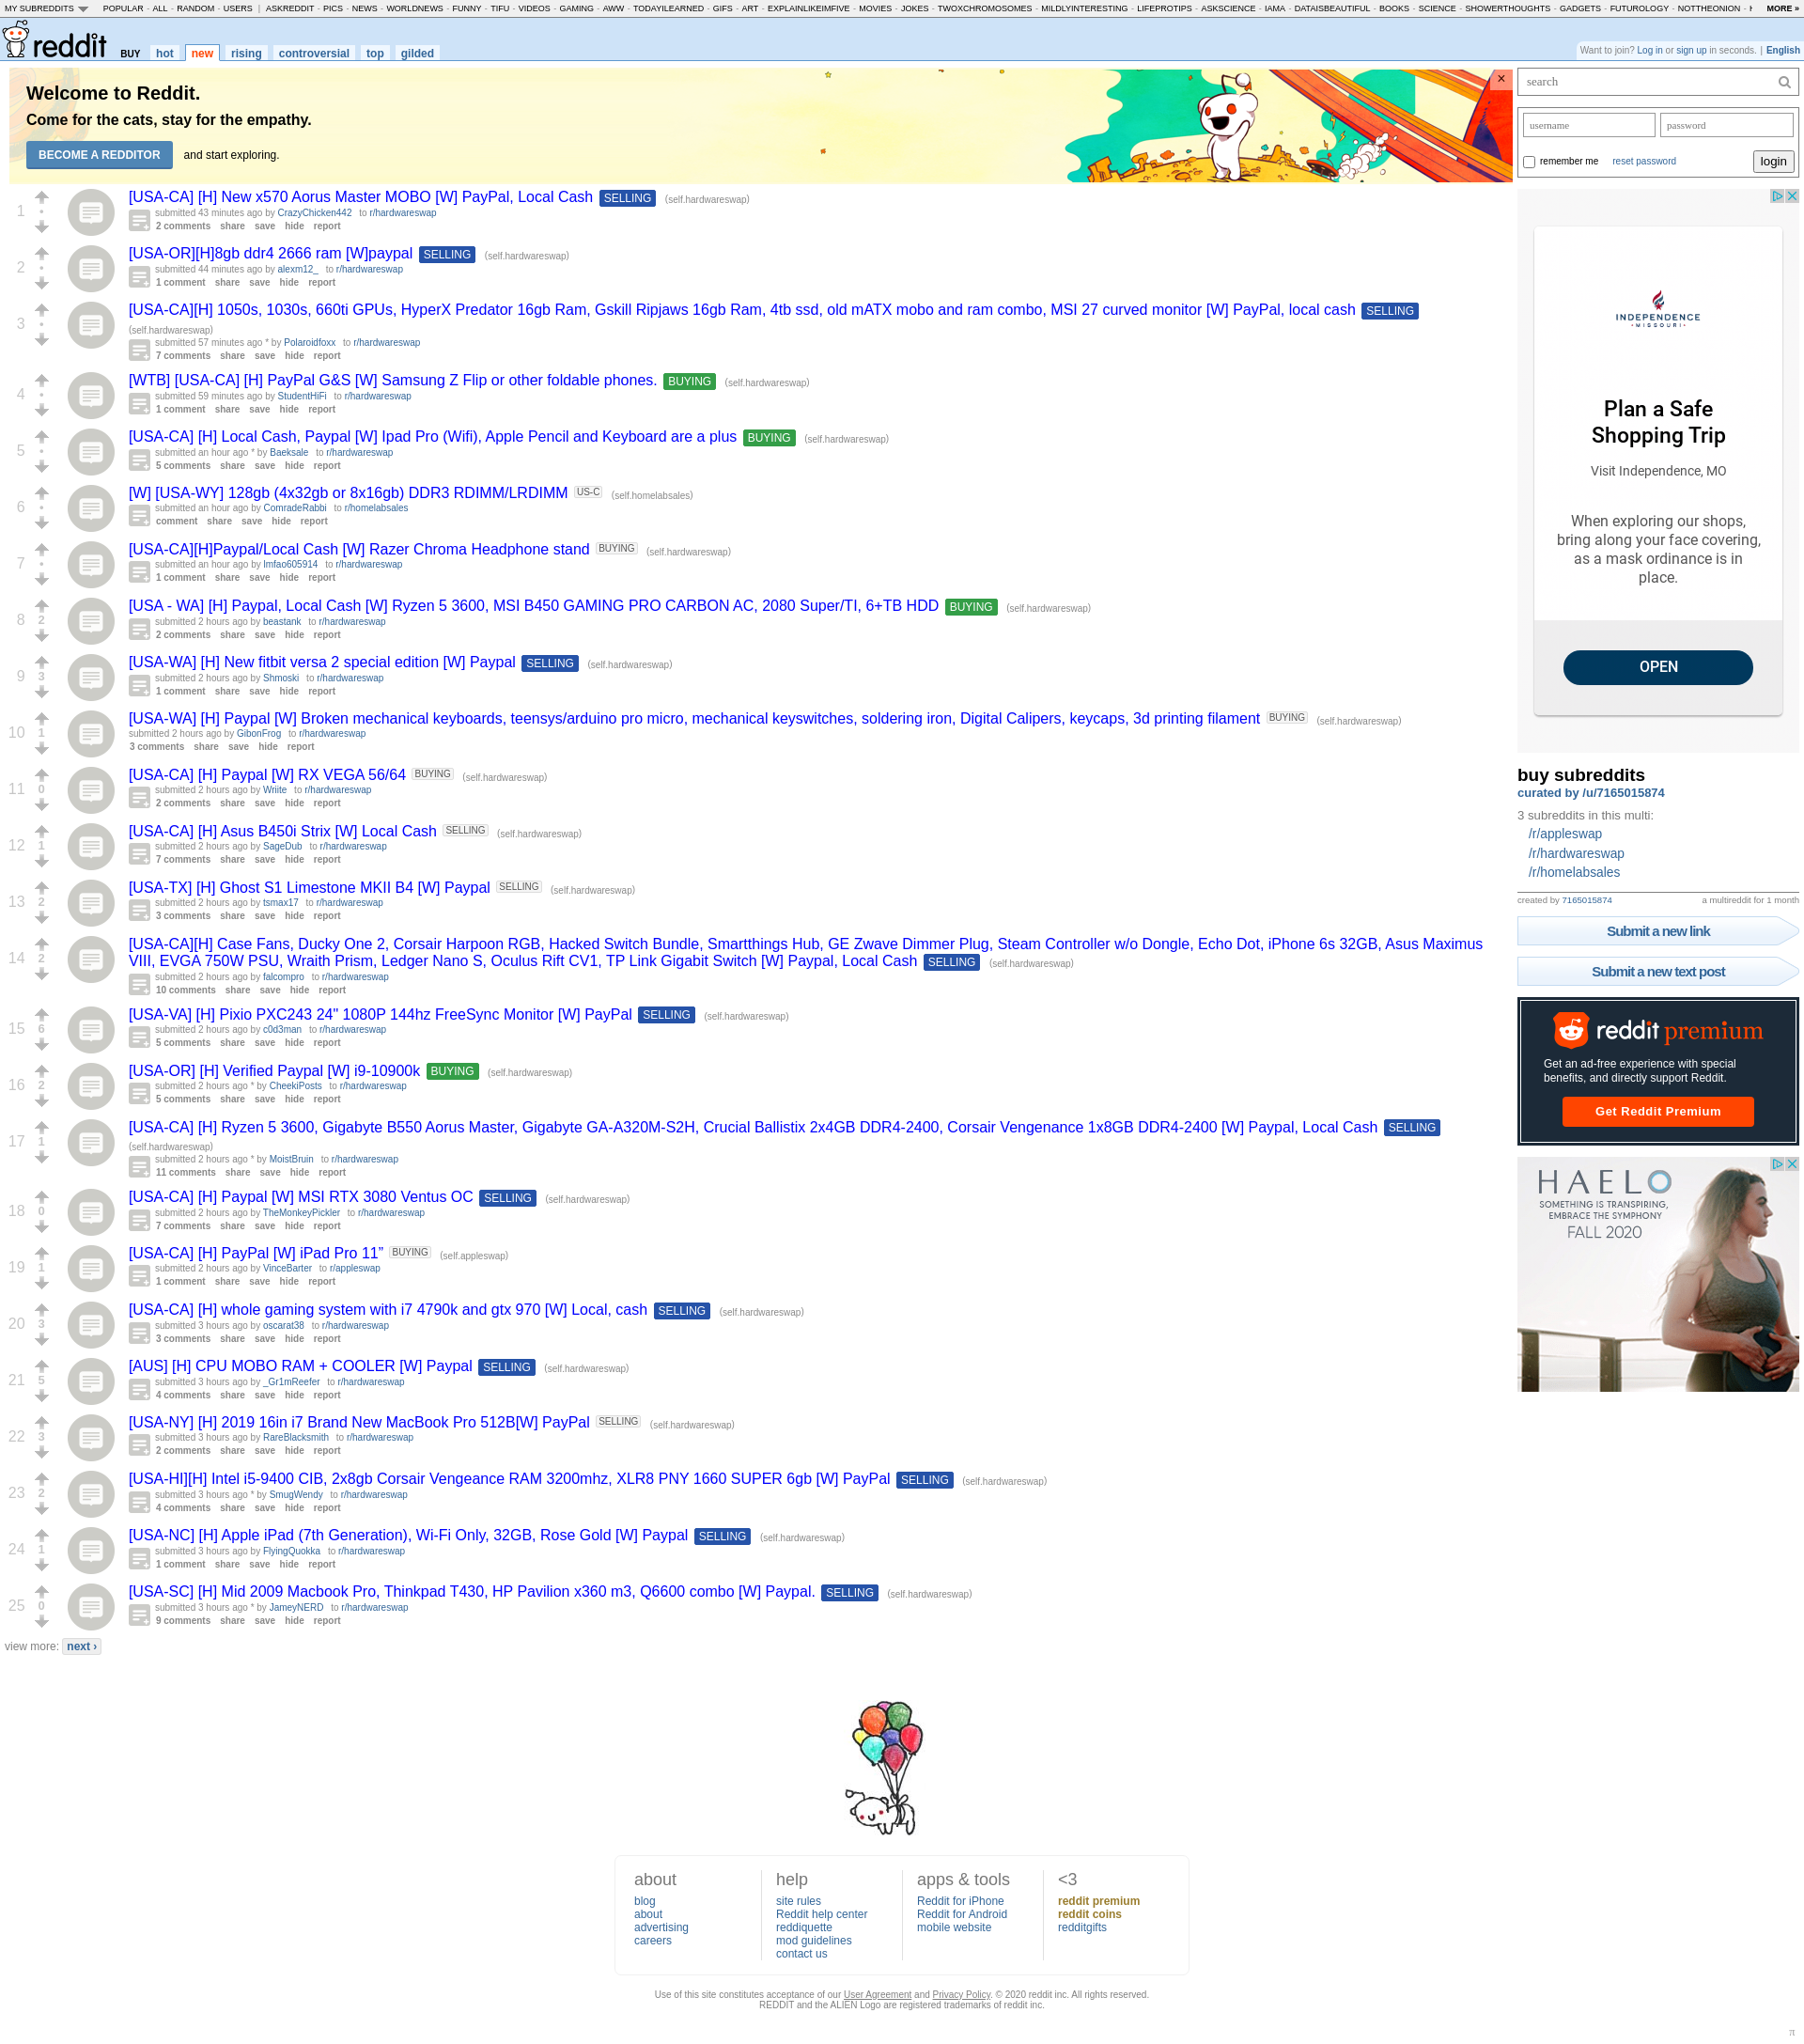 MY SUBREDDITS POPULAR - ALL - RANDOM - USERS | ASKREDDIT - PICS - NEWS - WORLDNEWS - FUNNY - TIFU - VIDEOS - GAMING - AWW - TODAYILEARNED - GIFS - ART - EXPLAINLIKEIMFIVE - MOVIES - JOKES - TWOXCHROMOSOMES - MILDLYINTERESTING - LIFEPROTIPS - ASKSCIENCE - IAMA - DATAISBEAUTIFUL - BOOKS - SCIENCE - SHOWERTHOUGHTS - GADGETS - FUTUROLOGY - NOTTHEONION - MORE »
reddit BUY hot new rising controversial top gilded
Want to join? Log in or sign up in seconds. | English
Welcome to Reddit.
Come for the cats, stay for the empathy.
BECOME A REDDITOR and start exploring.
×
1 [USA-CA] [H] New x570 Aorus Master MOBO [W] PayPal, Local Cash SELLING (self.hardwareswap)
submitted 43 minutes ago by CrazyChicken442 to r/hardwareswap
2 comments share save hide report
2 [USA-OR][H]8gb ddr4 2666 ram [W]paypal SELLING (self.hardwareswap)
submitted 44 minutes ago by alexm12_ to r/hardwareswap
1 comment share save hide report
3 [USA-CA][H] 1050s, 1030s, 660ti GPUs, HyperX Predator 16gb Ram, Gskill Ripjaws 16gb Ram, 4tb ssd, old mATX mobo and ram combo, MSI 27 curved monitor [W] PayPal, local cash SELLING
(self.hardwareswap)
submitted 57 minutes ago * by Polaroidfoxx to r/hardwareswap
7 comments share save hide report
4 [WTB] [USA-CA] [H] PayPal G&S [W] Samsung Z Flip or other foldable phones. BUYING (self.hardwareswap)
submitted 59 minutes ago by StudentHiFi to r/hardwareswap
1 comment share save hide report
5 [USA-CA] [H] Local Cash, Paypal [W] Ipad Pro (Wifi), Apple Pencil and Keyboard are a plus BUYING (self.hardwareswap)
submitted an hour ago * by Baeksale to r/hardwareswap
5 comments share save hide report
6 [W] [USA-WY] 128gb (4x32gb or 8x16gb) DDR3 RDIMM/LRDIMM US-C (self.homelabsales)
submitted an hour ago by ComradeRabbi to r/homelabsales
comment share save hide report
7 [USA-CA][H]Paypal/Local Cash [W] Razer Chroma Headphone stand BUYING (self.hardwareswap)
submitted an hour ago by lmfao605914 to r/hardwareswap
1 comment share save hide report
8 2 [USA - WA] [H] Paypal, Local Cash [W] Ryzen 5 3600, MSI B450 GAMING PRO CARBON AC, 2080 Super/TI, 6+TB HDD BUYING (self.hardwareswap)
submitted 2 hours ago by beastank to r/hardwareswap
2 comments share save hide report
9 3 [USA-WA] [H] New fitbit versa 2 special edition [W] Paypal SELLING (self.hardwareswap)
submitted 2 hours ago by Shmoski to r/hardwareswap
1 comment share save hide report
10 1 [USA-WA] [H] Paypal [W] Broken mechanical keyboards, teensys/arduino pro micro, mechanical keyswitches, soldering iron, Digital Calipers, keycaps, 3d printing filament BUYING (self.hardwareswap)
submitted 2 hours ago by GibonFrog to r/hardwareswap
3 comments share save hide report
11 0 [USA-CA] [H] Paypal [W] RX VEGA 56/64 BUYING (self.hardwareswap)
submitted 2 hours ago by Wriite to r/hardwareswap
2 comments share save hide report
12 1 [USA-CA] [H] Asus B450i Strix [W] Local Cash SELLING (self.hardwareswap)
submitted 2 hours ago by SageDub to r/hardwareswap
7 comments share save hide report
13 2 [USA-TX] [H] Ghost S1 Limestone MKII B4 [W] Paypal SELLING (self.hardwareswap)
submitted 2 hours ago by tsmax17 to r/hardwareswap
3 comments share save hide report
14 2 [USA-CA][H] Case Fans, Ducky One 2, Corsair Harpoon RGB, Hacked Switch Bundle, Smartthings Hub, GE Zwave Dimmer Plug, Steam Controller w/o Dongle, Echo Dot, iPhone 6s 32GB, Asus Maximus
VIII, EVGA 750W PSU, Wraith Prism, Ledger Nano S, Oculus Rift CV1, TP Link Gigabit Switch [W] Paypal, Local Cash SELLING (self.hardwareswap)
submitted 2 hours ago by falcompro to r/hardwareswap
10 comments share save hide report
15 6 [USA-VA] [H] Pixio PXC243 24" 1080P 144hz FreeSync Monitor [W] PayPal SELLING (self.hardwareswap)
submitted 2 hours ago by c0d3man to r/hardwareswap
5 comments share save hide report
16 2 [USA-OR] [H] Verified Paypal [W] i9-10900k BUYING (self.hardwareswap)
submitted 2 hours ago * by CheekiPosts to r/hardwareswap
5 comments share save hide report
17 1 [USA-CA] [H] Ryzen 5 3600, Gigabyte B550 Aorus Master, Gigabyte GA-A320M-S2H, Crucial Ballistix 2x4GB DDR4-2400, Corsair Vengenance 1x8GB DDR4-2400 [W] Paypal, Local Cash SELLING
(self.hardwareswap)
submitted 2 hours ago * by MoistBruin to r/hardwareswap
11 comments share save hide report
18 0 [USA-CA] [H] Paypal [W] MSI RTX 3080 Ventus OC SELLING (self.hardwareswap)
submitted 2 hours ago by TheMonkeyPickler to r/hardwareswap
7 comments share save hide report
19 1 [USA-CA] [H] PayPal [W] iPad Pro 11” BUYING (self.appleswap)
submitted 2 hours ago by VinceBarter to r/appleswap
1 comment share save hide report
20 3 [USA-CA] [H] whole gaming system with i7 4790k and gtx 970 [W] Local, cash SELLING (self.hardwareswap)
submitted 3 hours ago by oscarat38 to r/hardwareswap
3 comments share save hide report
21 5 [AUS] [H] CPU MOBO RAM + COOLER [W] Paypal SELLING (self.hardwareswap)
submitted 3 hours ago by _Gr1mReefer to r/hardwareswap
4 comments share save hide report
22 3 [USA-NY] [H] 2019 16in i7 Brand New MacBook Pro 512B[W] PayPal SELLING (self.hardwareswap)
submitted 3 hours ago by RareBlacksmith to r/hardwareswap
2 comments share save hide report
23 2 [USA-HI][H] Intel i5-9400 CIB, 2x8gb Corsair Vengeance RAM 3200mhz, XLR8 PNY 1660 SUPER 6gb [W] PayPal SELLING (self.hardwareswap)
submitted 3 hours ago * by SmugWendy to r/hardwareswap
4 comments share save hide report
24 1 [USA-NC] [H] Apple iPad (7th Generation), Wi-Fi Only, 32GB, Rose Gold [W] Paypal SELLING (self.hardwareswap)
submitted 3 hours ago by FlyingQuokka to r/hardwareswap
1 comment share save hide report
25 0 [USA-SC] [H] Mid 2009 Macbook Pro, Thinkpad T430, HP Pavilion x360 m3, Q6600 combo [W] Paypal. SELLING (self.hardwareswap)
submitted 3 hours ago * by JameyNERD to r/hardwareswap
9 comments share save hide report
view more: next ›
search
username password
remember me reset password login
INDEPENDENCE
• MISSOURI •
Plan a Safe
Shopping Trip
Visit Independence, MO
When exploring our shops,
bring along your face covering,
as a mask ordinance is in
place.
OPEN
buy subreddits
curated by /u/7165015874
3 subreddits in this multi:
/r/appleswap
/r/hardwareswap
/r/homelabsales
created by 7165015874 a multireddit for 1 month
Submit a new link
Submit a new text post
reddit premium
Get an ad-free experience with special
benefits, and directly support Reddit.
Get Reddit Premium
HAELO
SOMETHING IS TRANSPIRING,
EMBRACE THE SYMPHONY
FALL 2020
about help apps & tools <3
blog site rules Reddit for iPhone reddit premium
about Reddit help center Reddit for Android reddit coins
advertising reddiquette mobile website redditgifts
careers mod guidelines
contact us
Use of this site constitutes acceptance of our User Agreement and Privacy Policy. © 2020 reddit inc. All rights reserved.
REDDIT and the ALIEN Logo are registered trademarks of reddit inc.
π